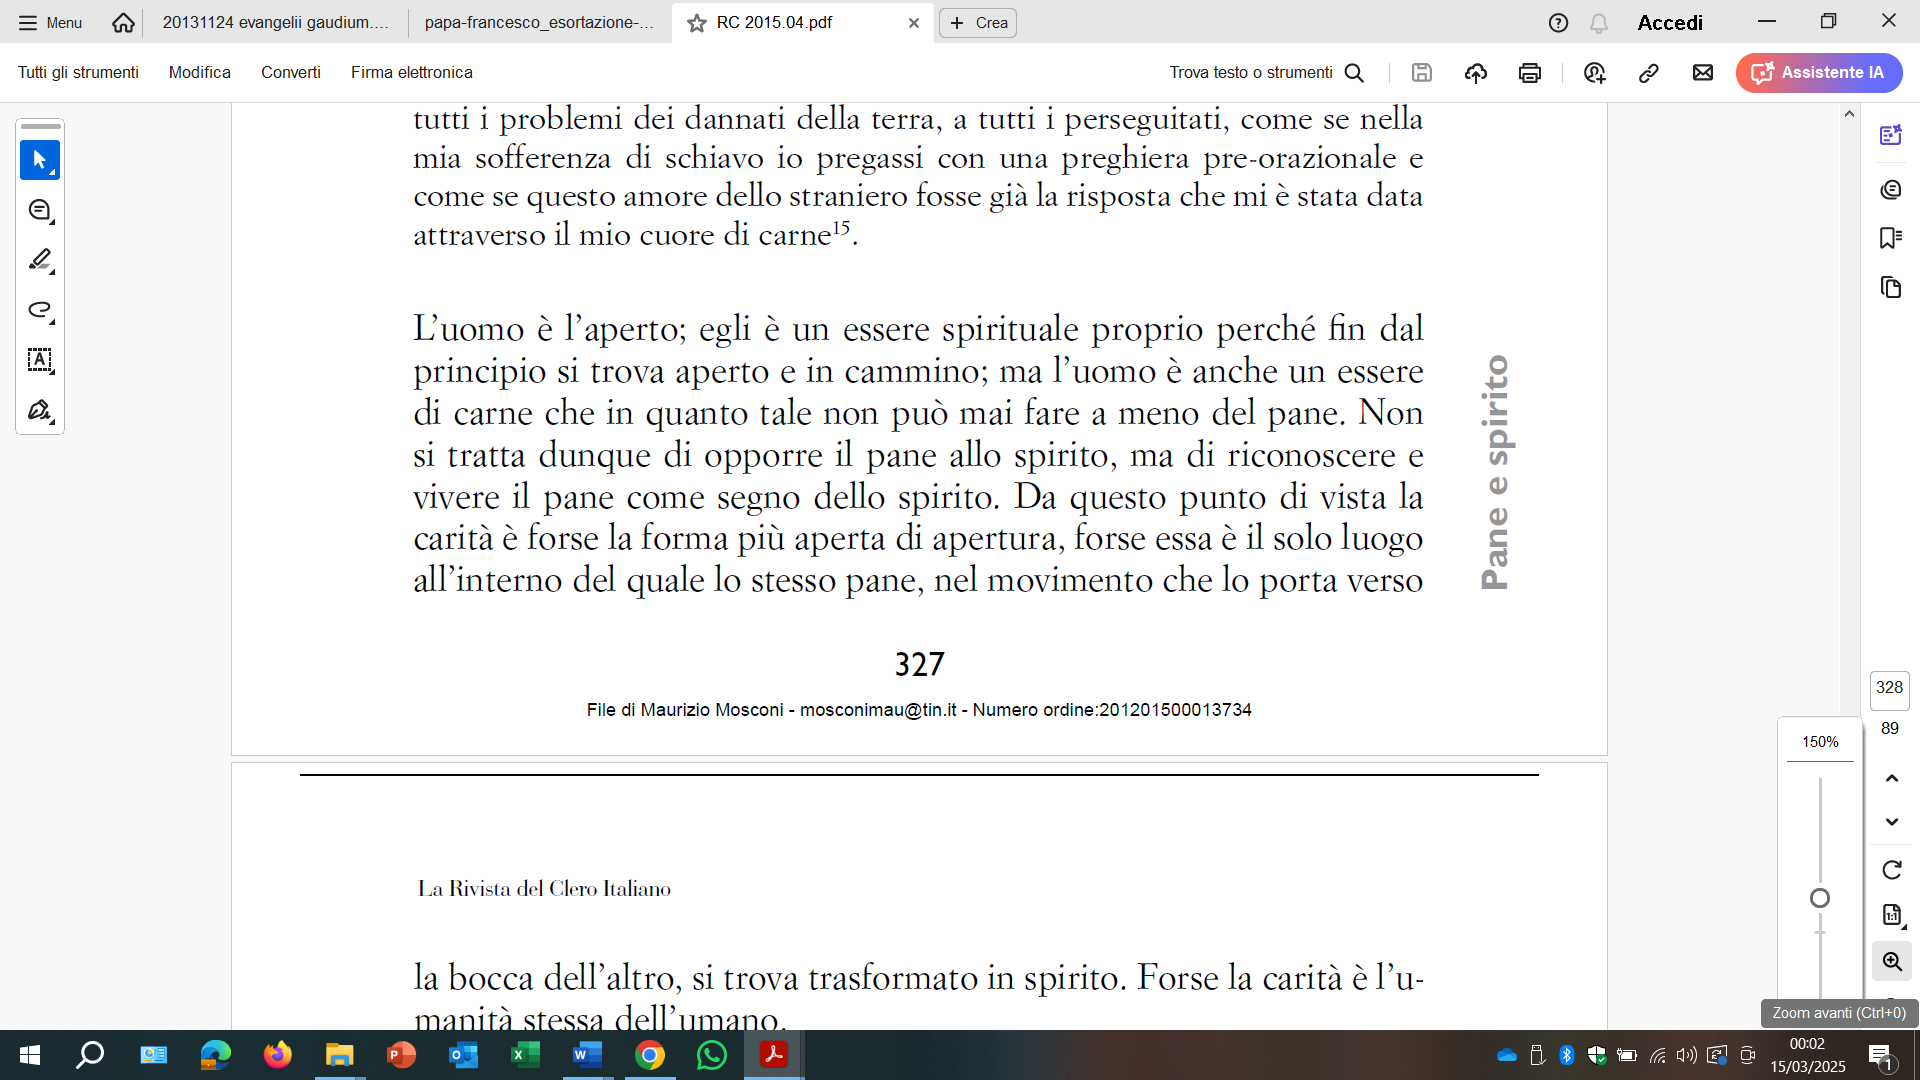 Menu
20131124 evangelii gaudium....
papa-francesco_esortazione-...
RC 2015.04.pdf
Crea
Accedi
Tutti gli strumenti
Modifica
Converti
Firma elettronica
Trova testo o strumenti
Assistente IA
tutti i problemi dei dannati della terra, a tutti i perseguitati, come se nella
mia sofferenza di schiavo io pregassi con una preghiera pre-orazionale e
come se questo amore dello straniero fosse già la risposta che mi è stata data
attraverso il mio cuore di carne15.
L'uomo è l'aperto; egli è un essere spirituale proprio perché fin dal
principio si trova aperto e in cammino; ma l'uomo è anche un essere
di carne che in quanto tale non può mai fare a meno del pane. Non
si tratta dunque di opporre il pane allo spirito, ma di riconoscere e
vivere il pane come segno dello spirito. Da questo punto di vista la
carità è forse la forma più aperta di apertura, forse essa è il solo luogo
all'interno del quale lo stesso pane, nel movimento che lo porta verso
Pane e spirito
327
File di Maurizio Mosconi - mosconimau@tin.it - Numero ordine:201201500013734
La Rivista del Clero Italiano
la bocca dell'altro, si trova trasformato in spirito. Forse la carità è l'u-
manità stessa dell'umano.
328
89
150%
Zoom avanti (Ctrl+0)
00:02
15/03/2025
1